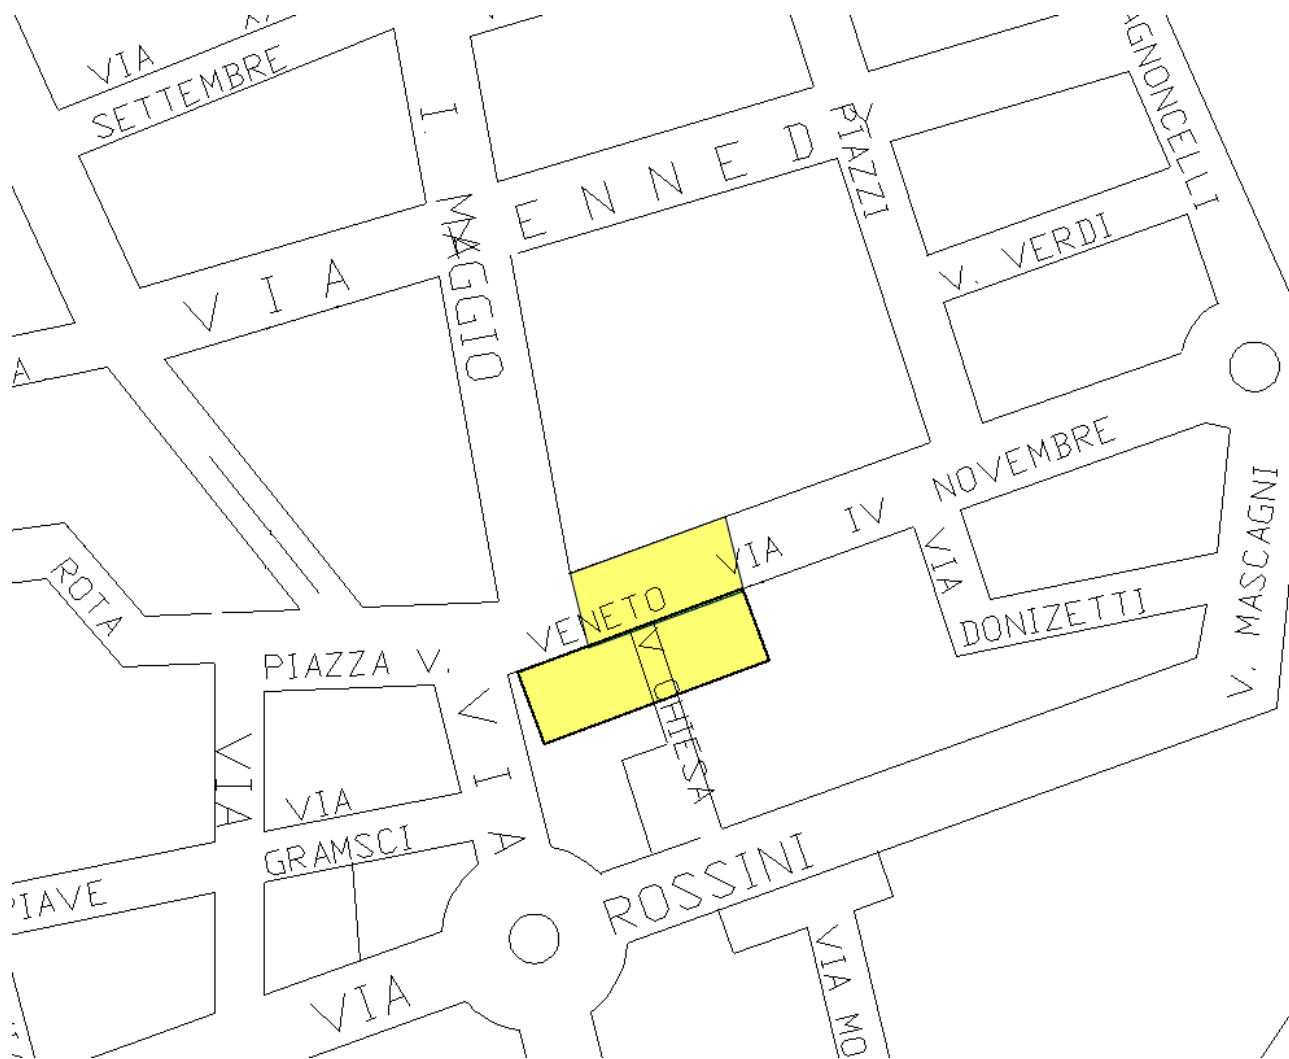 VIA
SETTEMBRE
I.
MAGGIO
VIA
ENNEDY
PIAZZI
AGNONCELLI
V. VERDI
A
VIA IV NOVEMBRE
VENETO
VIA
DONIZETTI
V. MASCAGNI
ROTA
PIAZZA V.
V CHIESA
VIA
VIA
VIA
GRAMSCI
PIAVE
VIA
ROSSINI
VIA MO